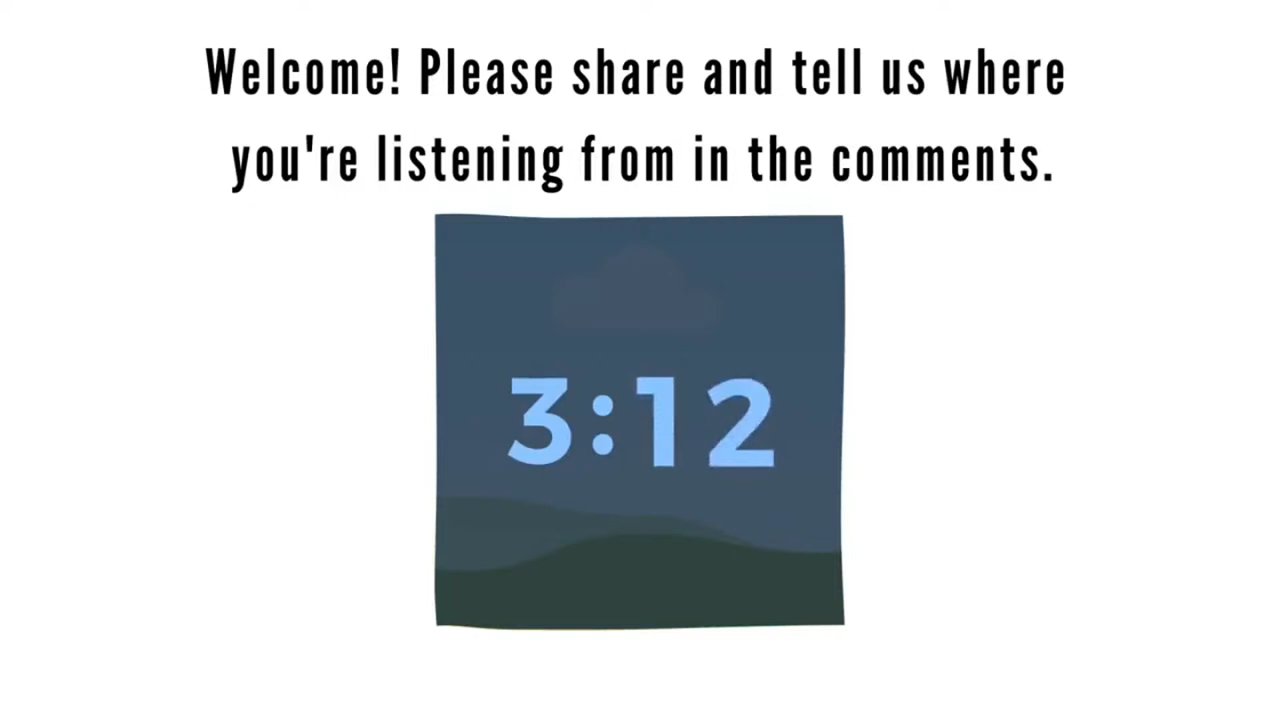 Welcome! Please share and tell us where
you're listening from in the comments.
3:12